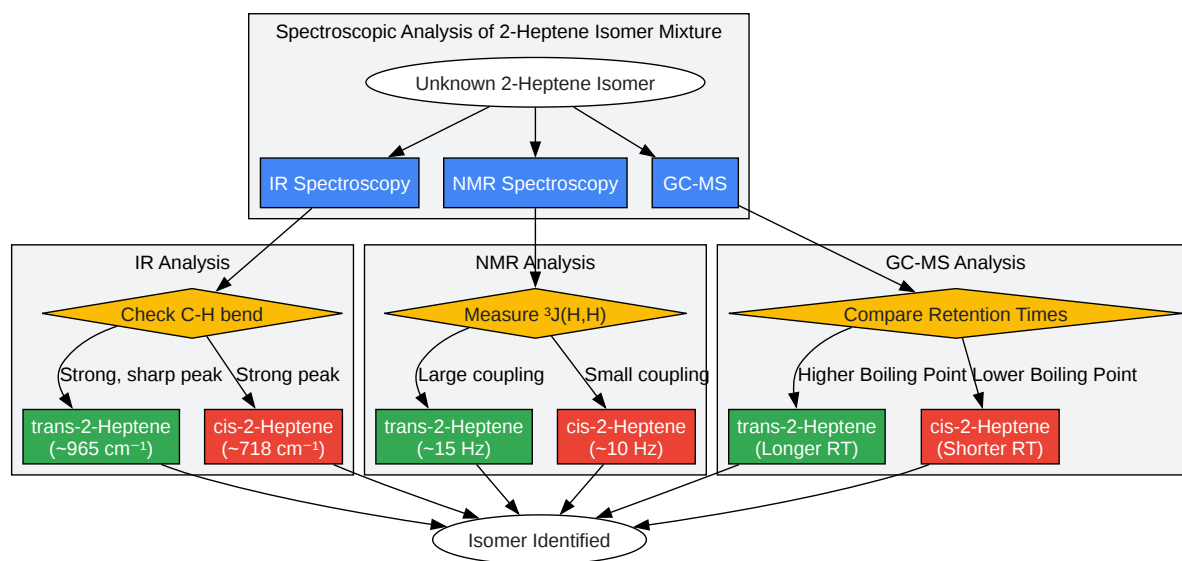 Spectroscopic Analysis of 2-Heptene Isomer Mixture
Unknown 2-Heptene Isomer
IR Spectroscopy
NMR Spectroscopy
GC-MS
IR Analysis
NMR Analysis
GC-MS Analysis
Check C-H bend
Measure ³J(H,H)
Compare Retention Times
Strong, sharp peak
Strong peak
Large coupling
Small coupling
Higher Boiling Point
Lower Boiling Point
trans-2-Heptene
(~965 cm⁻¹)
cis-2-Heptene
(~718 cm⁻¹)
trans-2-Heptene
(~15 Hz)
cis-2-Heptene
(~10 Hz)
trans-2-Heptene
(Longer RT)
cis-2-Heptene
(Shorter RT)
Isomer Identified